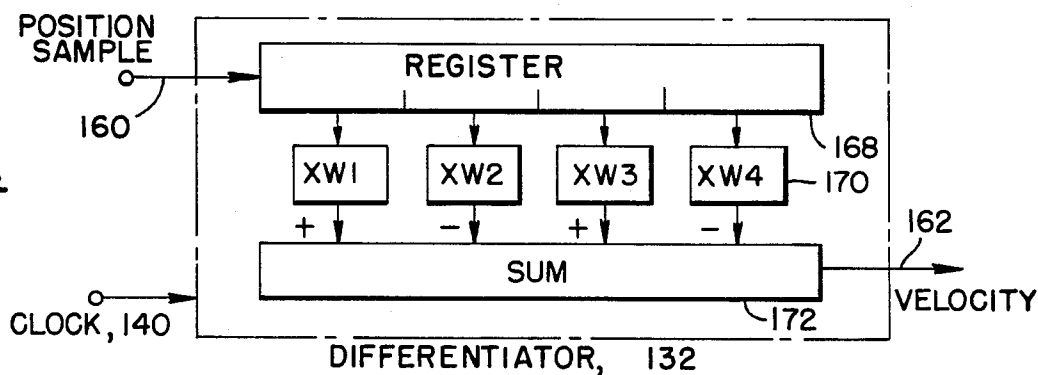 POSITION
SAMPLE
160
REGISTER
168
XW1 XW2 XW3 XW4 170
+ - + -
162
SUM
VELOCITY
172
CLOCK, 140
DIFFERENTIATOR, 132